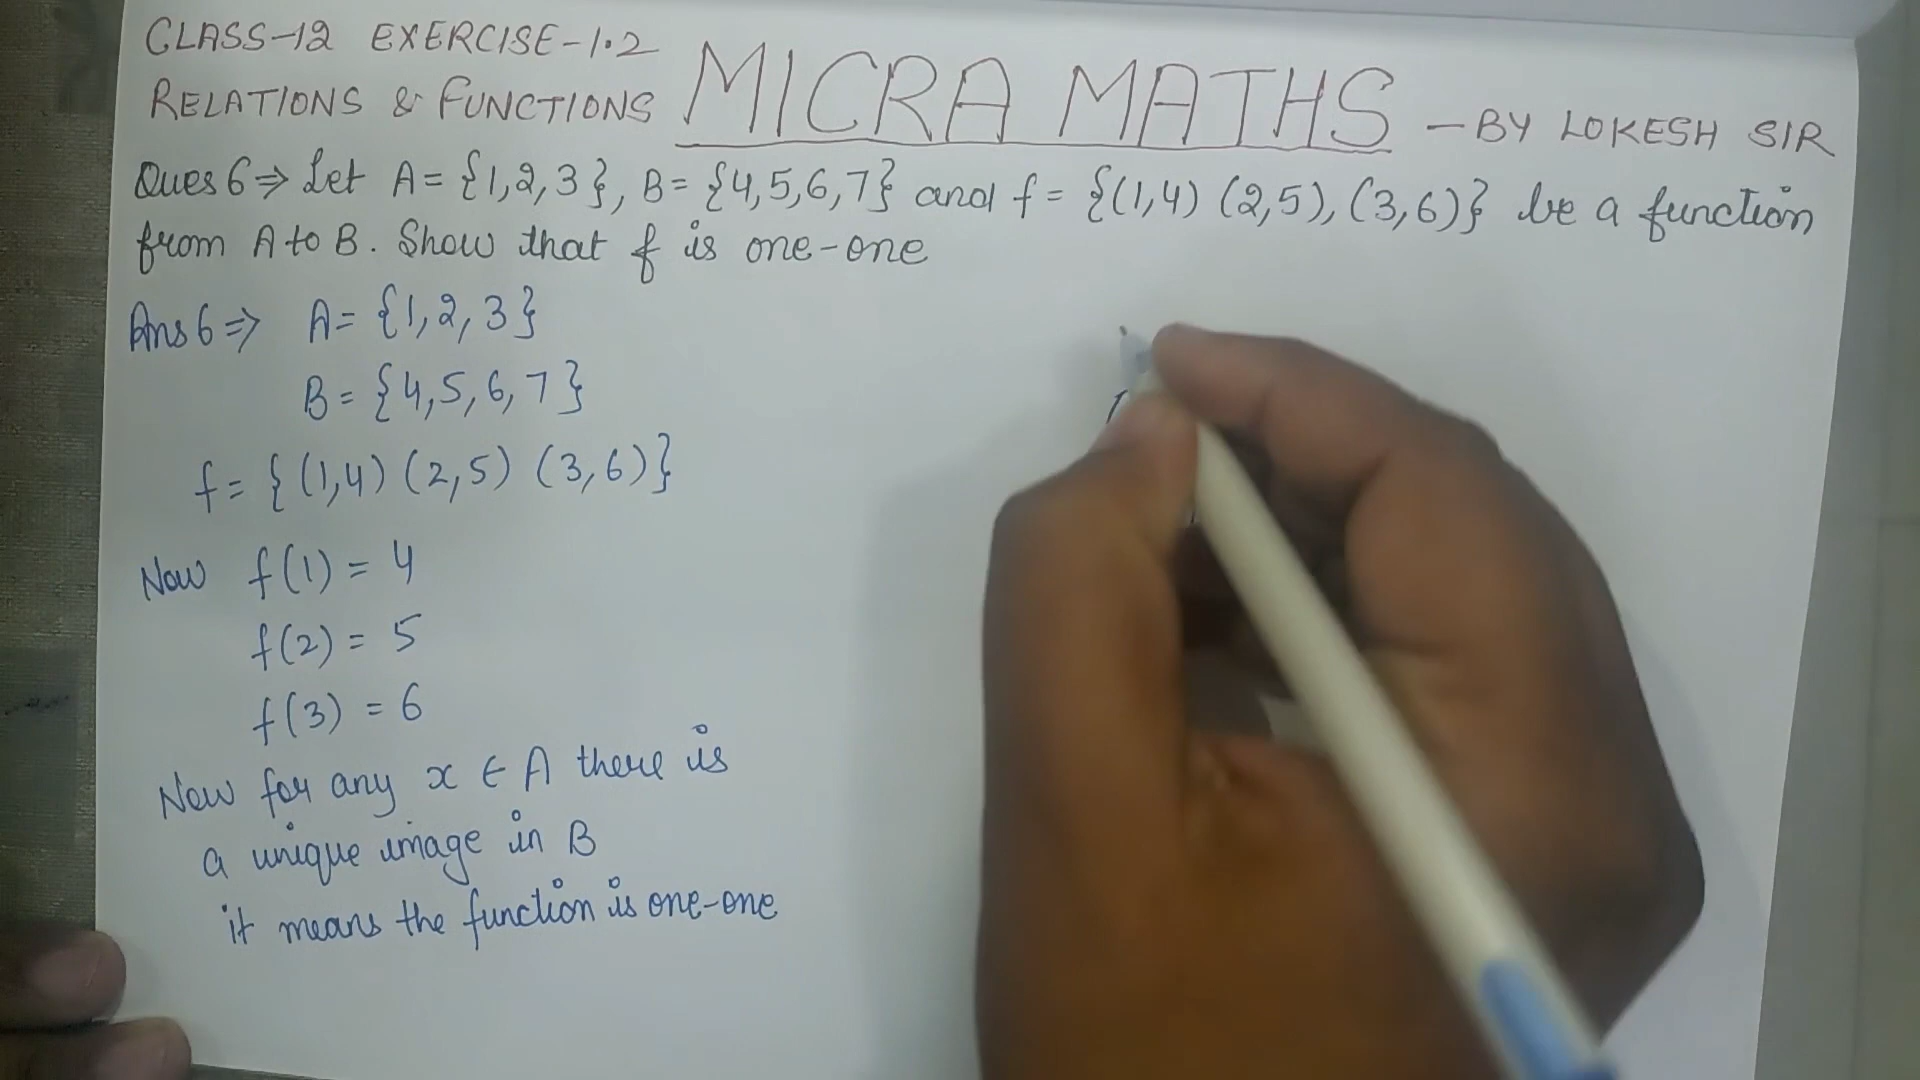 CLASS-12 EXERCISE-1.2
RELATIONS & FUNCTIONS MICRA MATHS - BY LOKESH SIR
Ques 6⇒ Let A = {1,2,3}, B = {4,5,6,7} and f = {(1,4) (2,5), (3,6)} be a function
from A to B. Show that f is one-one
Ans 6⇒ A = {1,2,3}
B = {4,5,6,7}
f = {(1,4) (2,5) (3,6)}
Now f(1) = 4
f(2) = 5
f(3) = 6
Now for any x ∈ A there is
a unique image in B
it means the function is one-one